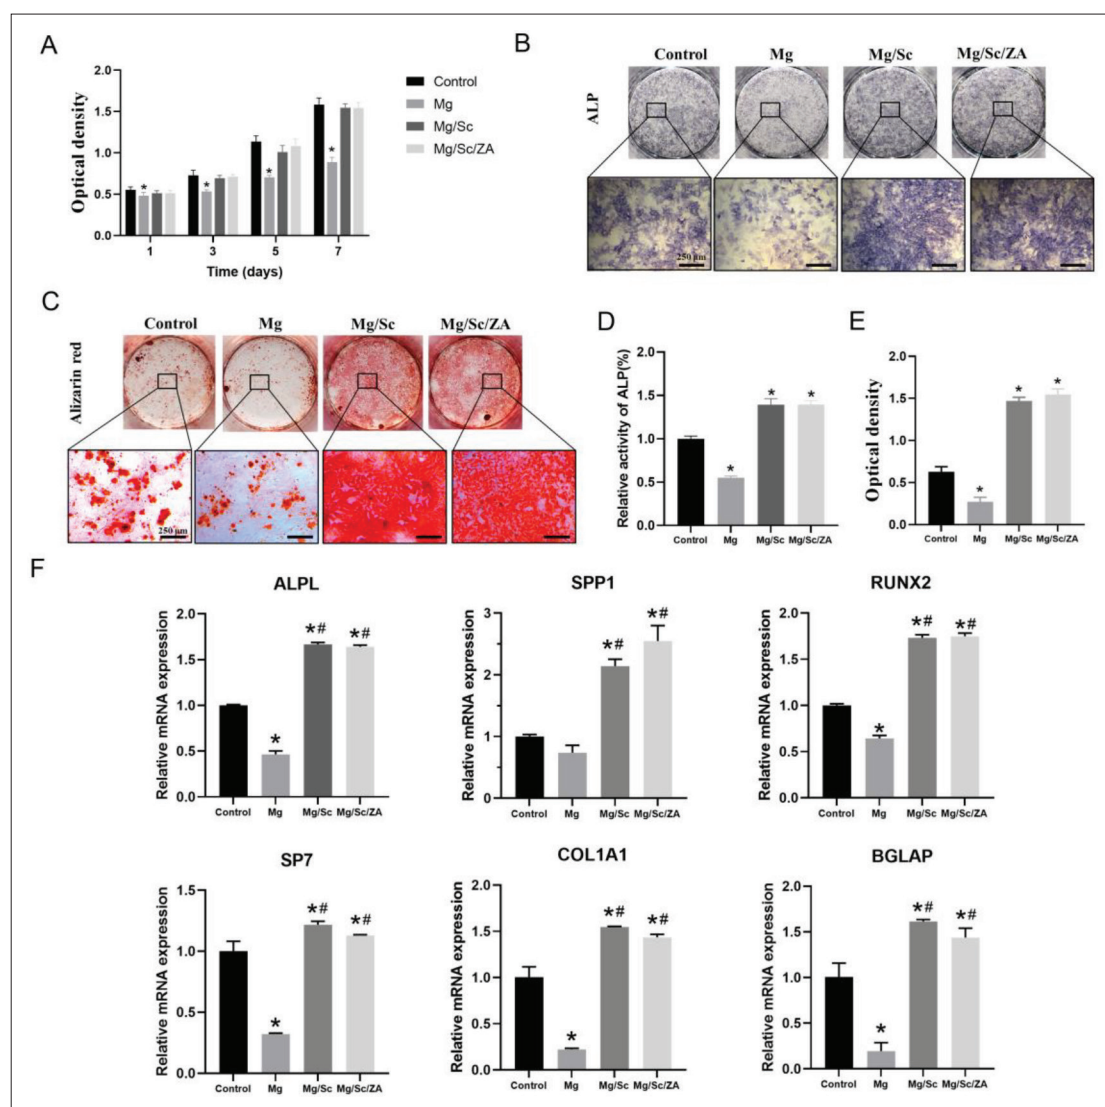 A
Optical density
2.0
1.5
1.0
0.5
0.0
* * * *
1 3 5 7
Time (days)
Control
Mg
Mg/Sc
Mg/Sc/ZA
B
Control Mg Mg/Sc Mg/Sc/ZA
ALP
250 μm
C
Control Mg Mg/Sc Mg/Sc/ZA
Alizarin red
250 μm
D
Relative activity of ALP(%)
2.0
1.5
1.0
0.5
0.0
* * *
Control Mg Mg/Sc Mg/Sc/ZA
E
Optical density
2.0
1.5
1.0
0.5
0.0
* * *
Control Mg Mg/Sc Mg/Sc/ZA
F
ALPL
Relative mRNA expression
2.0
1.5
1.0
0.5
0.0
* *# *#
Control Mg Mg/Sc Mg/Sc/ZA
SPP1
Relative mRNA expression
3
2
1
0
*# *#
Control Mg Mg/Sc Mg/Sc/ZA
RUNX2
Relative mRNA expression
2.0
1.5
1.0
0.5
0.0
* *# *#
Control Mg Mg/Sc Mg/Sc/ZA
SP7
Relative mRNA expression
1.5
1.0
0.5
0.0
* *# *#
Control Mg Mg/Sc Mg/Sc/ZA
COL1A1
Relative mRNA expression
2.0
1.5
1.0
0.5
0.0
* *# *#
Control Mg Mg/Sc Mg/Sc/ZA
BGLAP
Relative mRNA expression
2.0
1.5
1.0
0.5
0.0
* *# *#
Control Mg Mg/Sc Mg/Sc/ZA